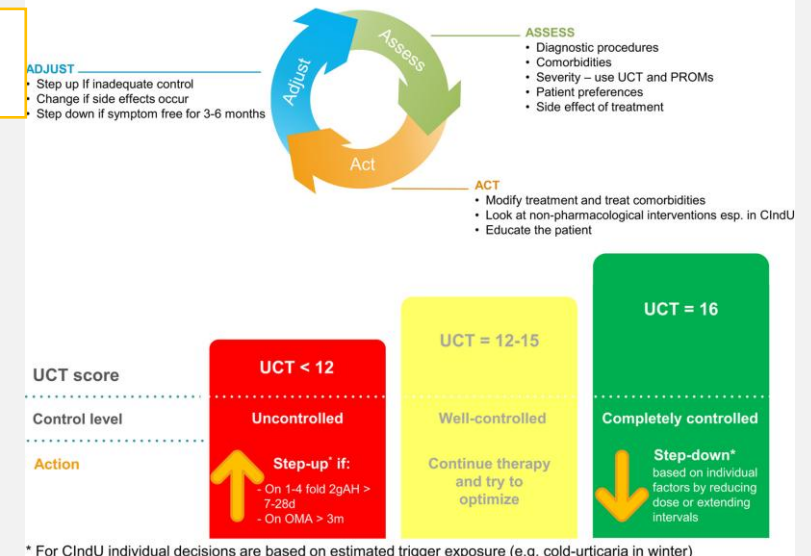 ASSESS
• Diagnostic procedures
• Comorbidities
• Severity – use UCT and PROMs
• Patient preferences
• Side effect of treatment
ADJUST
• Step up If inadequate control
• Change if side effects occur
• Step down if symptom free for 3-6 months
Assess
Adjust
Act
ACT
• Modify treatment and treat comorbidities
• Look at non-pharmacological interventions esp. in CIndU
• Educate the patient
UCT score
UCT < 12
UCT = 12-15
UCT = 16
Control level
Uncontrolled
Well-controlled
Completely controlled
Action
Step-up* if:
- On 1-4 fold 2gAH >
7-28d
- On OMA > 3m
Continue therapy
and try to
optimize
Step-down*
based on individual
factors by reducing
dose or extending
intervals
* For CIndU individual decisions are based on estimated trigger exposure (e.g. cold-urticaria in winter)